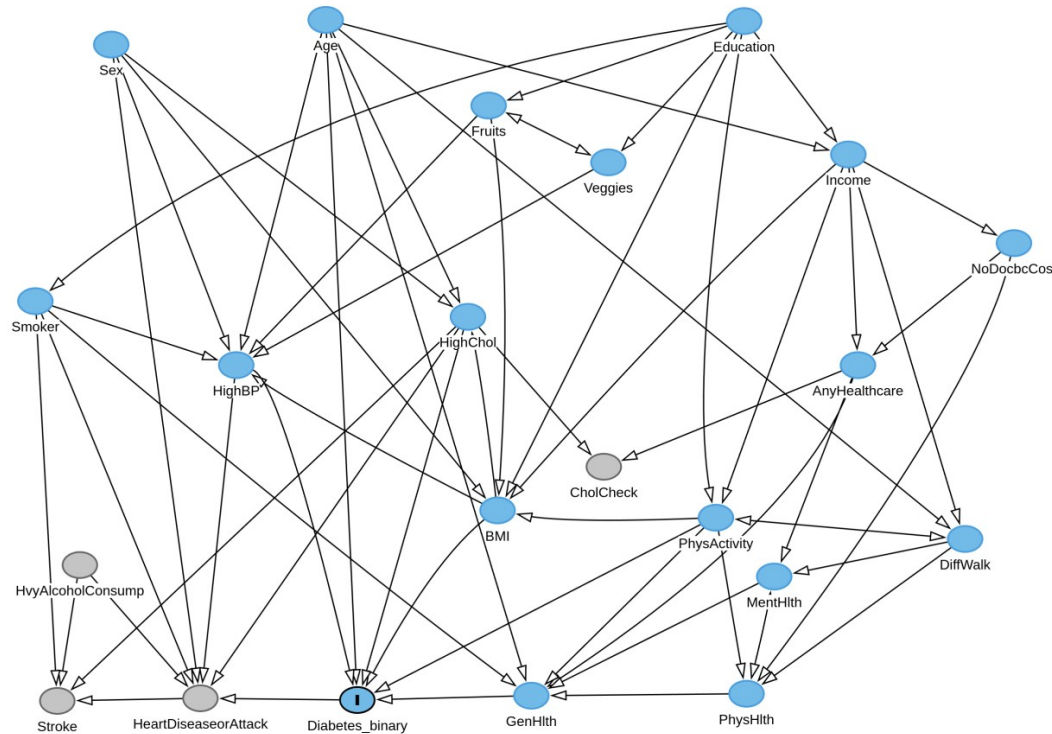 Age
Education
Sex
Fruits
Veggies
Income
NoDocbcCos
Smoker
HighChol
HighBP
AnyHealthcare
CholCheck
BMI
PhysActivity
DiffWalk
HvyAlcoholConsump
MentHlth
I
Stroke
HeartDiseaseorAttack
Diabetes_binary
GenHlth
PhysHlth